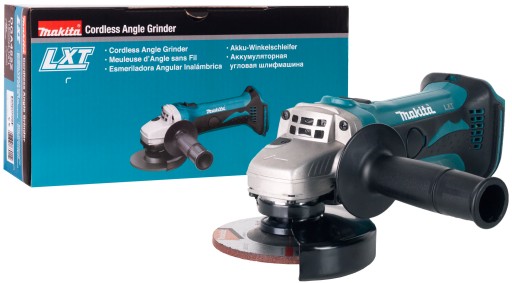 Makita Cordless Angle Grinder
LXT
• Cordless Angle Grinder
• Meuleuse d'Angle sans Fil
• Esmeriladora Angular Inalámbrica
• Akku-Winkelschleifer
• Аккумуляторная
угловая шлифмашина
Makita
LXT